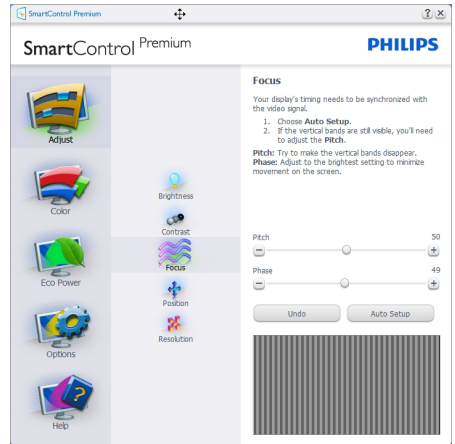 SmartControl Premium
? X
SmartControl Premium
PHILIPS
Adjust
Color
Eco Power
Options
Help
Brightness
Contrast
Focus
Position
Resolution
Focus
Your display's timing needs to be synchronized with
the video signal.
1. Choose Auto Setup.
2. If the vertical bands are still visible, you'll need
to adjust the Pitch.
Pitch: Try to make the vertical bands disappear.
Phase: Adjust to the brightest setting to minimize
movement on the screen.
Pitch 50
Phase 49
Undo Auto Setup